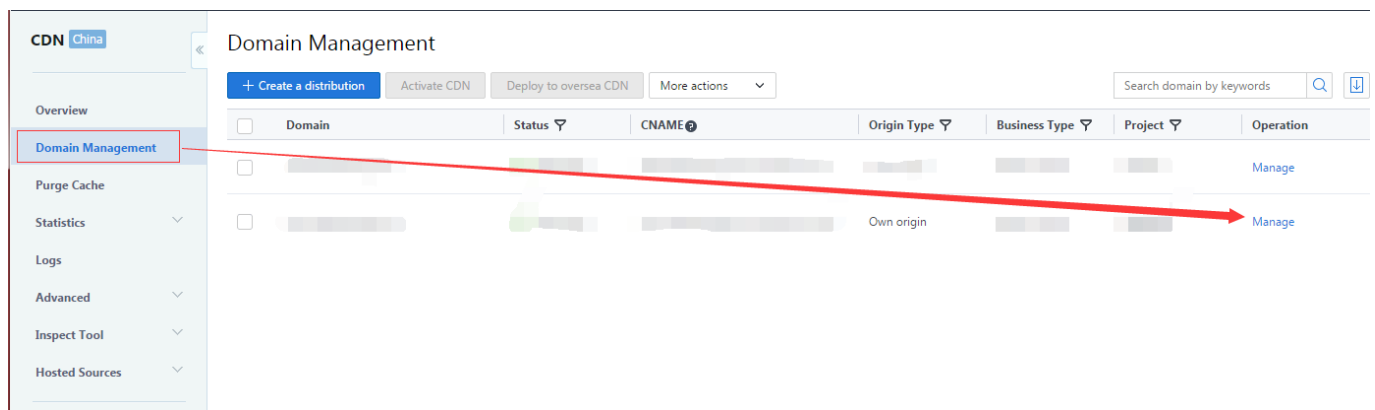 CDN China
Overview
Domain Management
Purge Cache
Statistics
Logs
Advanced
Inspect Tool
Hosted Sources
Domain Management
+ Create a distribution Activate CDN Deploy to oversea CDN More actions Search domain by keywords
Domain Status CNAME Origin Type Business Type Project Operation
Manage
Own origin Manage